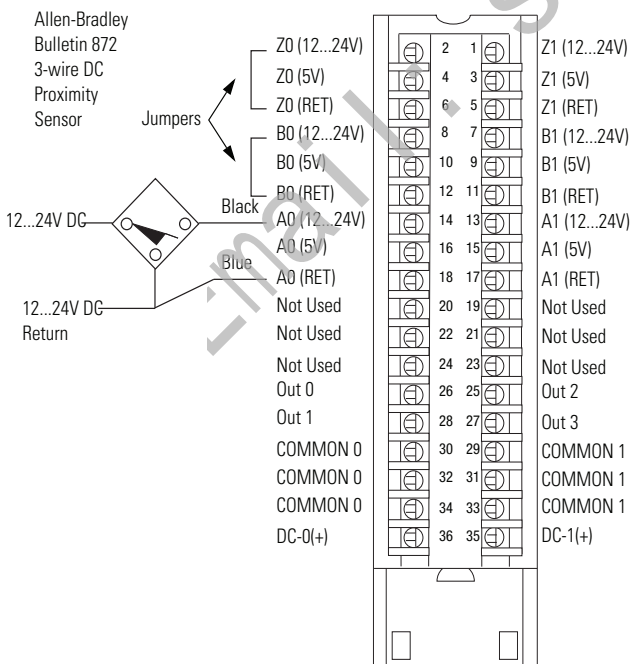 Allen-Bradley
Bulletin 872
3-wire DC
Proximity
Sensor
Jumpers
12...24V DC
12...24V DC
Return
Black
Blue
Z0 (12...24V) 2 1 Z1 (12...24V)
Z0 (5V) 4 3 Z1 (5V)
Z0 (RET) 6 5 Z1 (RET)
B0 (12...24V) 8 7 B1 (12...24V)
B0 (5V) 10 9 B1 (5V)
B0 (RET) 12 11 B1 (RET)
A0 (12...24V) 14 13 A1 (12...24V)
A0 (5V) 16 15 A1 (5V)
A0 (RET) 18 17 A1 (RET)
Not Used 20 19 Not Used
Not Used 22 21 Not Used
Not Used 24 23 Not Used
Out 0 26 25 Out 2
Out 1 28 27 Out 3
COMMON 0 30 29 COMMON 1
COMMON 0 32 31 COMMON 1
COMMON 0 34 33 COMMON 1
DC-0(+) 36 35 DC-1(+)